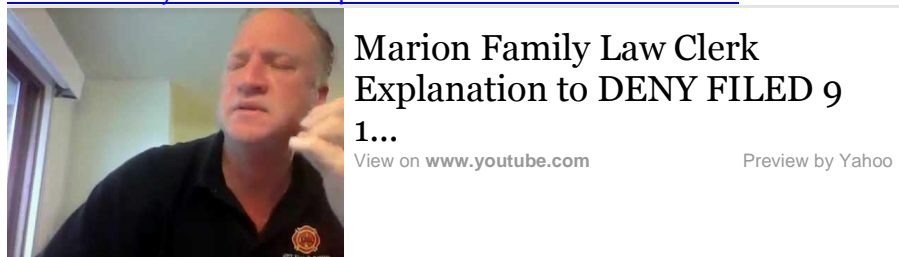 Marion Family Law Clerk
Explanation to DENY FILED 9
1...
View on www.youtube.com Preview by Yahoo